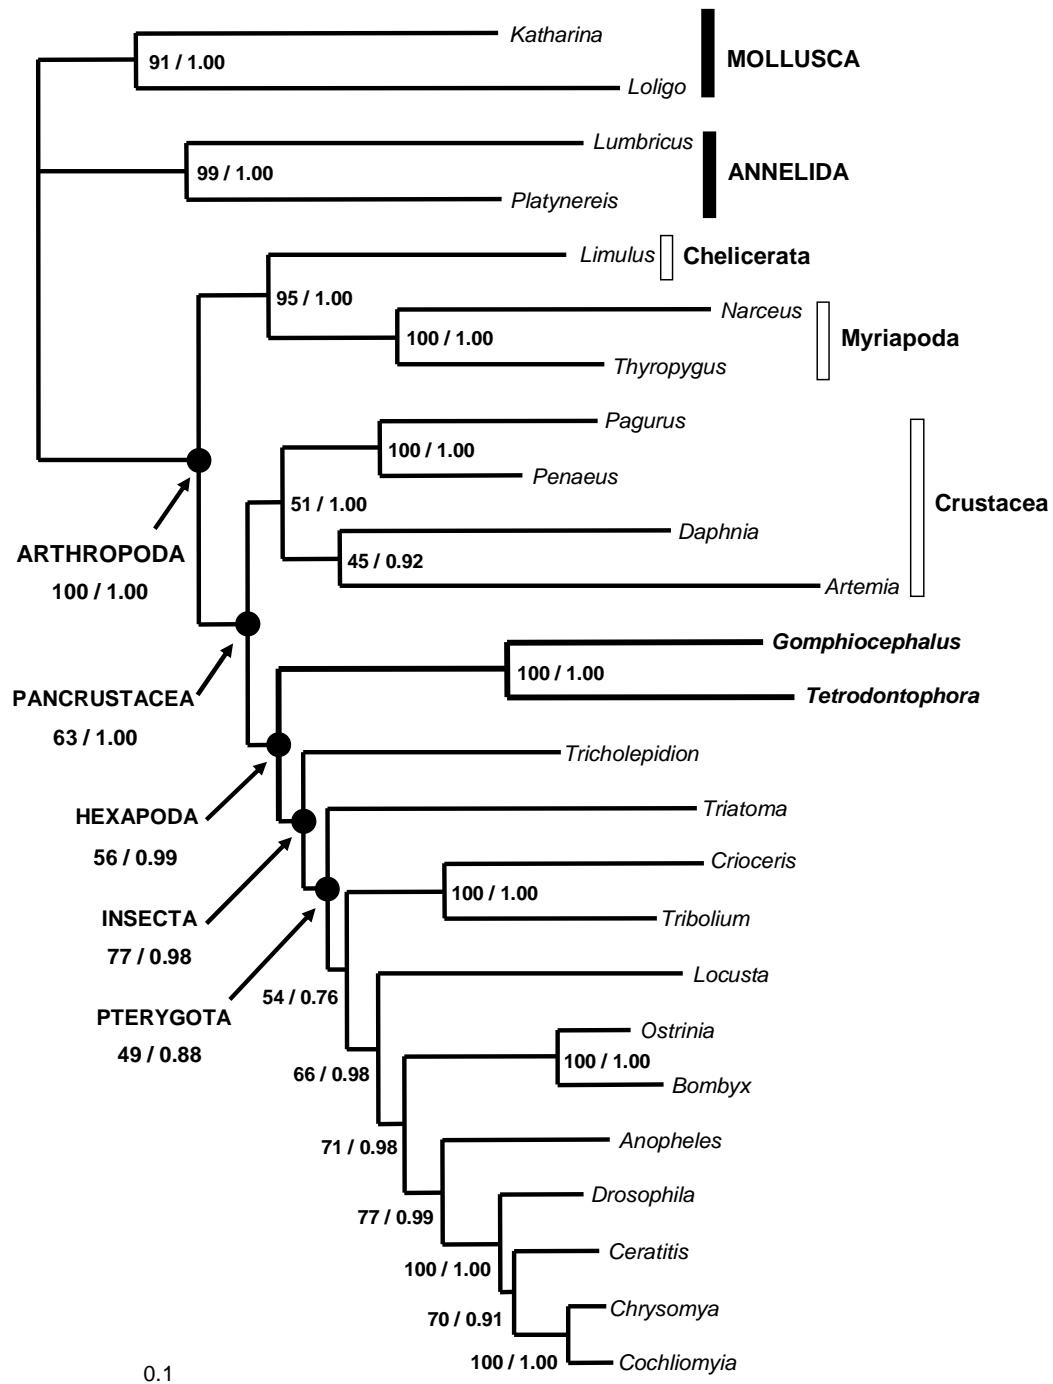 Katharina
91 / 1.00
MOLLUSCA
Loligo
Lumbricus
99 / 1.00
ANNELIDA
Platynereis
Limulus
Chelicerata
95 / 1.00
Narceus
100 / 1.00
Myriapoda
Thyropygus
Pagurus
100 / 1.00
Penaeus
51 / 1.00
Crustacea
Daphnia
45 / 0.92
Artemia
ARTHROPODA
100 / 1.00
Gomphiocephalus
100 / 1.00
Tetrodontophora
PANCRUSTACEA
63 / 1.00
Tricholepidion
HEXAPODA
56 / 0.99
Triatoma
Crioceris
100 / 1.00
Tribolium
INSECTA
77 / 0.98
Locusta
54 / 0.76
PTERYGOTA
49 / 0.88
Ostrinia
100 / 1.00
Bombyx
66 / 0.98
Anopheles
71 / 0.98
Drosophila
77 / 0.99
Ceratitis
100 / 1.00
Chrysomya
70 / 0.91
Cochliomyia
100 / 1.00
0.1